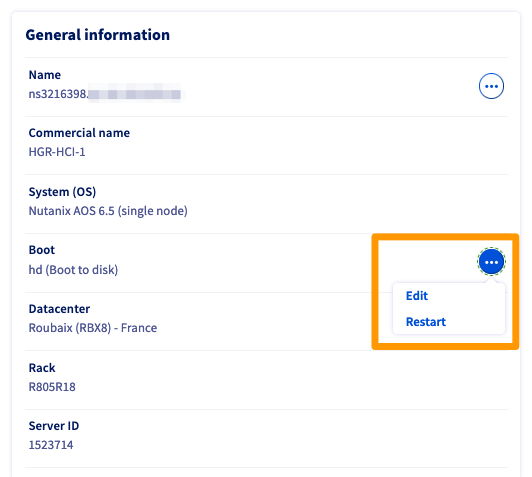 General information
Name
ns3216398.
Commercial name
HGR-HCI-1
System (OS)
Nutanix AOS 6.5 (single node)
Boot
hd (Boot to disk)
Edit
Restart
Datacenter
Roubaix (RBX8) - France
Rack
R805R18
Server ID
1523714